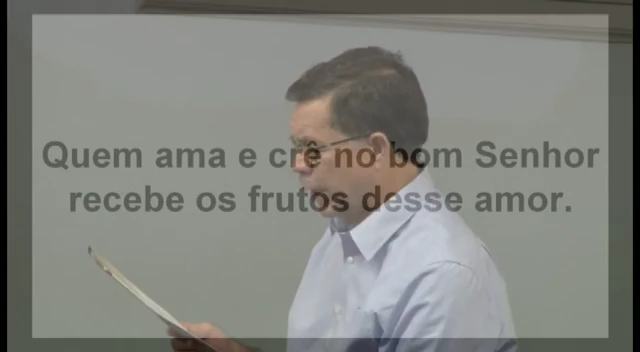 Quem ama e crê no bom Senhor
recebe os frutos desse amor.